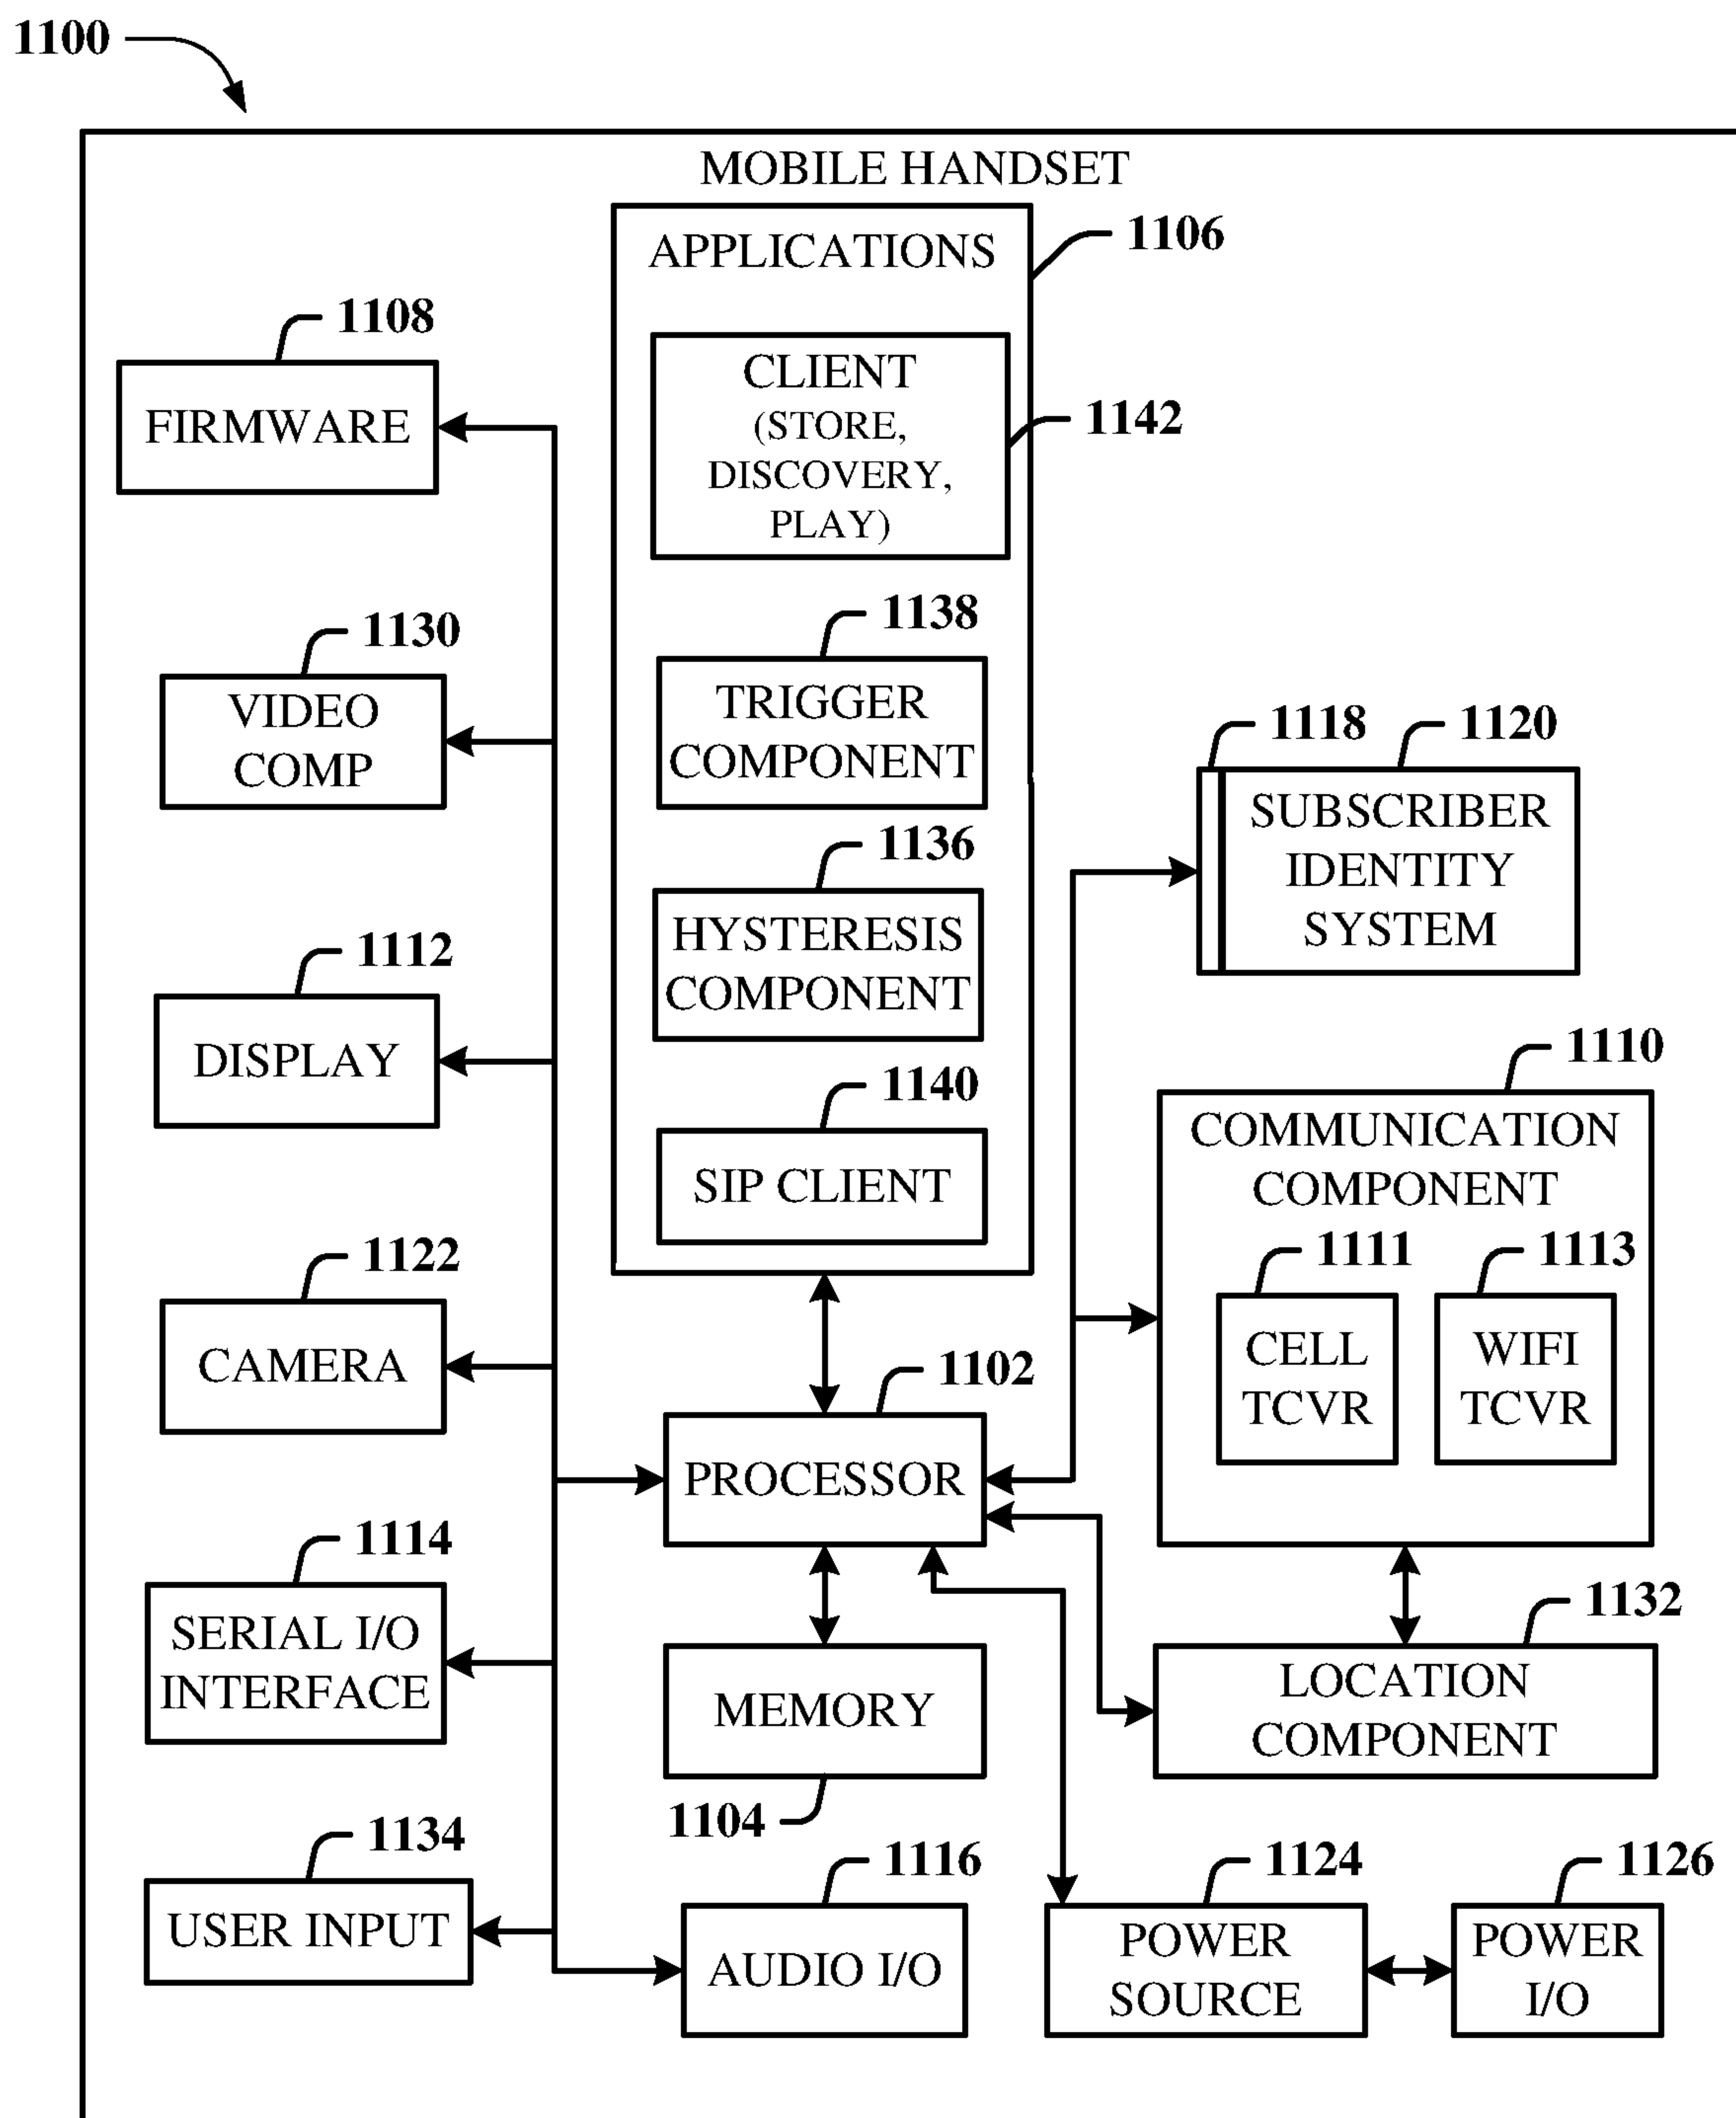 1100
MOBILE HANDSET
APPLICATIONS
1106
CLIENT
(STORE,
DISCOVERY,
PLAY)
1142
1138
TRIGGER
COMPONENT
1136
HYSTERESIS
COMPONENT
1140
SIP CLIENT
1108
FIRMWARE
1130
VIDEO
COMP
1112
DISPLAY
1122
CAMERA
1114
SERIAL I/O
INTERFACE
1134
USER INPUT
1102
PROCESSOR
MEMORY
1104
1116
AUDIO I/O
1118
1120
SUBSCRIBER
IDENTITY
SYSTEM
1110
COMMUNICATION
COMPONENT
1111
CELL
TCVR
1113
WIFI
TCVR
1132
LOCATION
COMPONENT
1124
POWER
SOURCE
1126
POWER
I/O